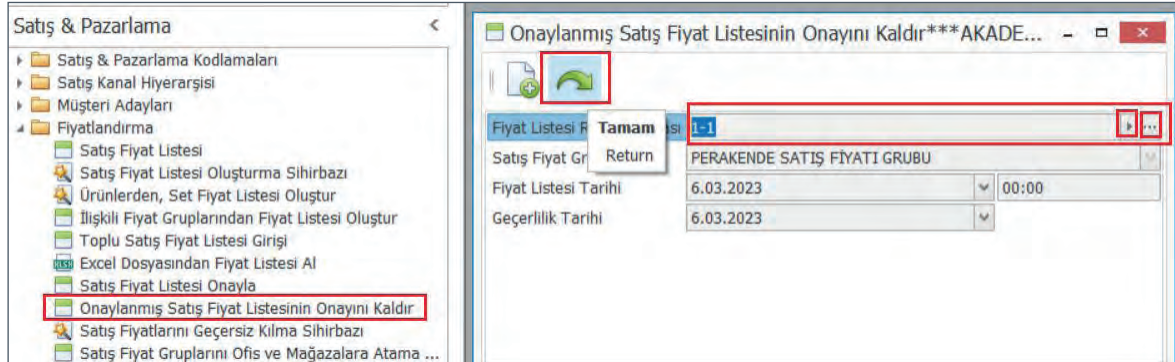 Satış & Pazarlama
Satış & Pazarlama Kodlamaları
Satış Kanal Hiyerarşisi
Müşteri Adayları
Fiyatlandırma
Satış Fiyat Listesi
Satış Fiyat Listesi Oluşturma Sihirbazı
Ürünlerden, Set Fiyat Listesi Oluştur
İlişkili Fiyat Gruplarından Fiyat Listesi Oluştur
Toplu Satış Fiyat Listesi Girişi
Excel Dosyasından Fiyat Listesi Al
Satış Fiyat Listesi Onayla
Onaylanmış Satış Fiyat Listesinin Onayını Kaldır
Satış Fiyatlarını Geçersiz Kılma Sihirbazı
Satış Fiyat Gruplarını Ofis ve Mağazalara Atama ...
Onaylanmış Satış Fiyat Listesinin Onayını Kaldır***AKADE...
Fiyat Listesi R Tamam ası 1-1 ...
Satış Fiyat Gr Return PERAKENDE SATIŞ FİYATI GRUBU
Fiyat Listesi Tarihi 6.03.2023 00:00
Geçerlilik Tarihi 6.03.2023